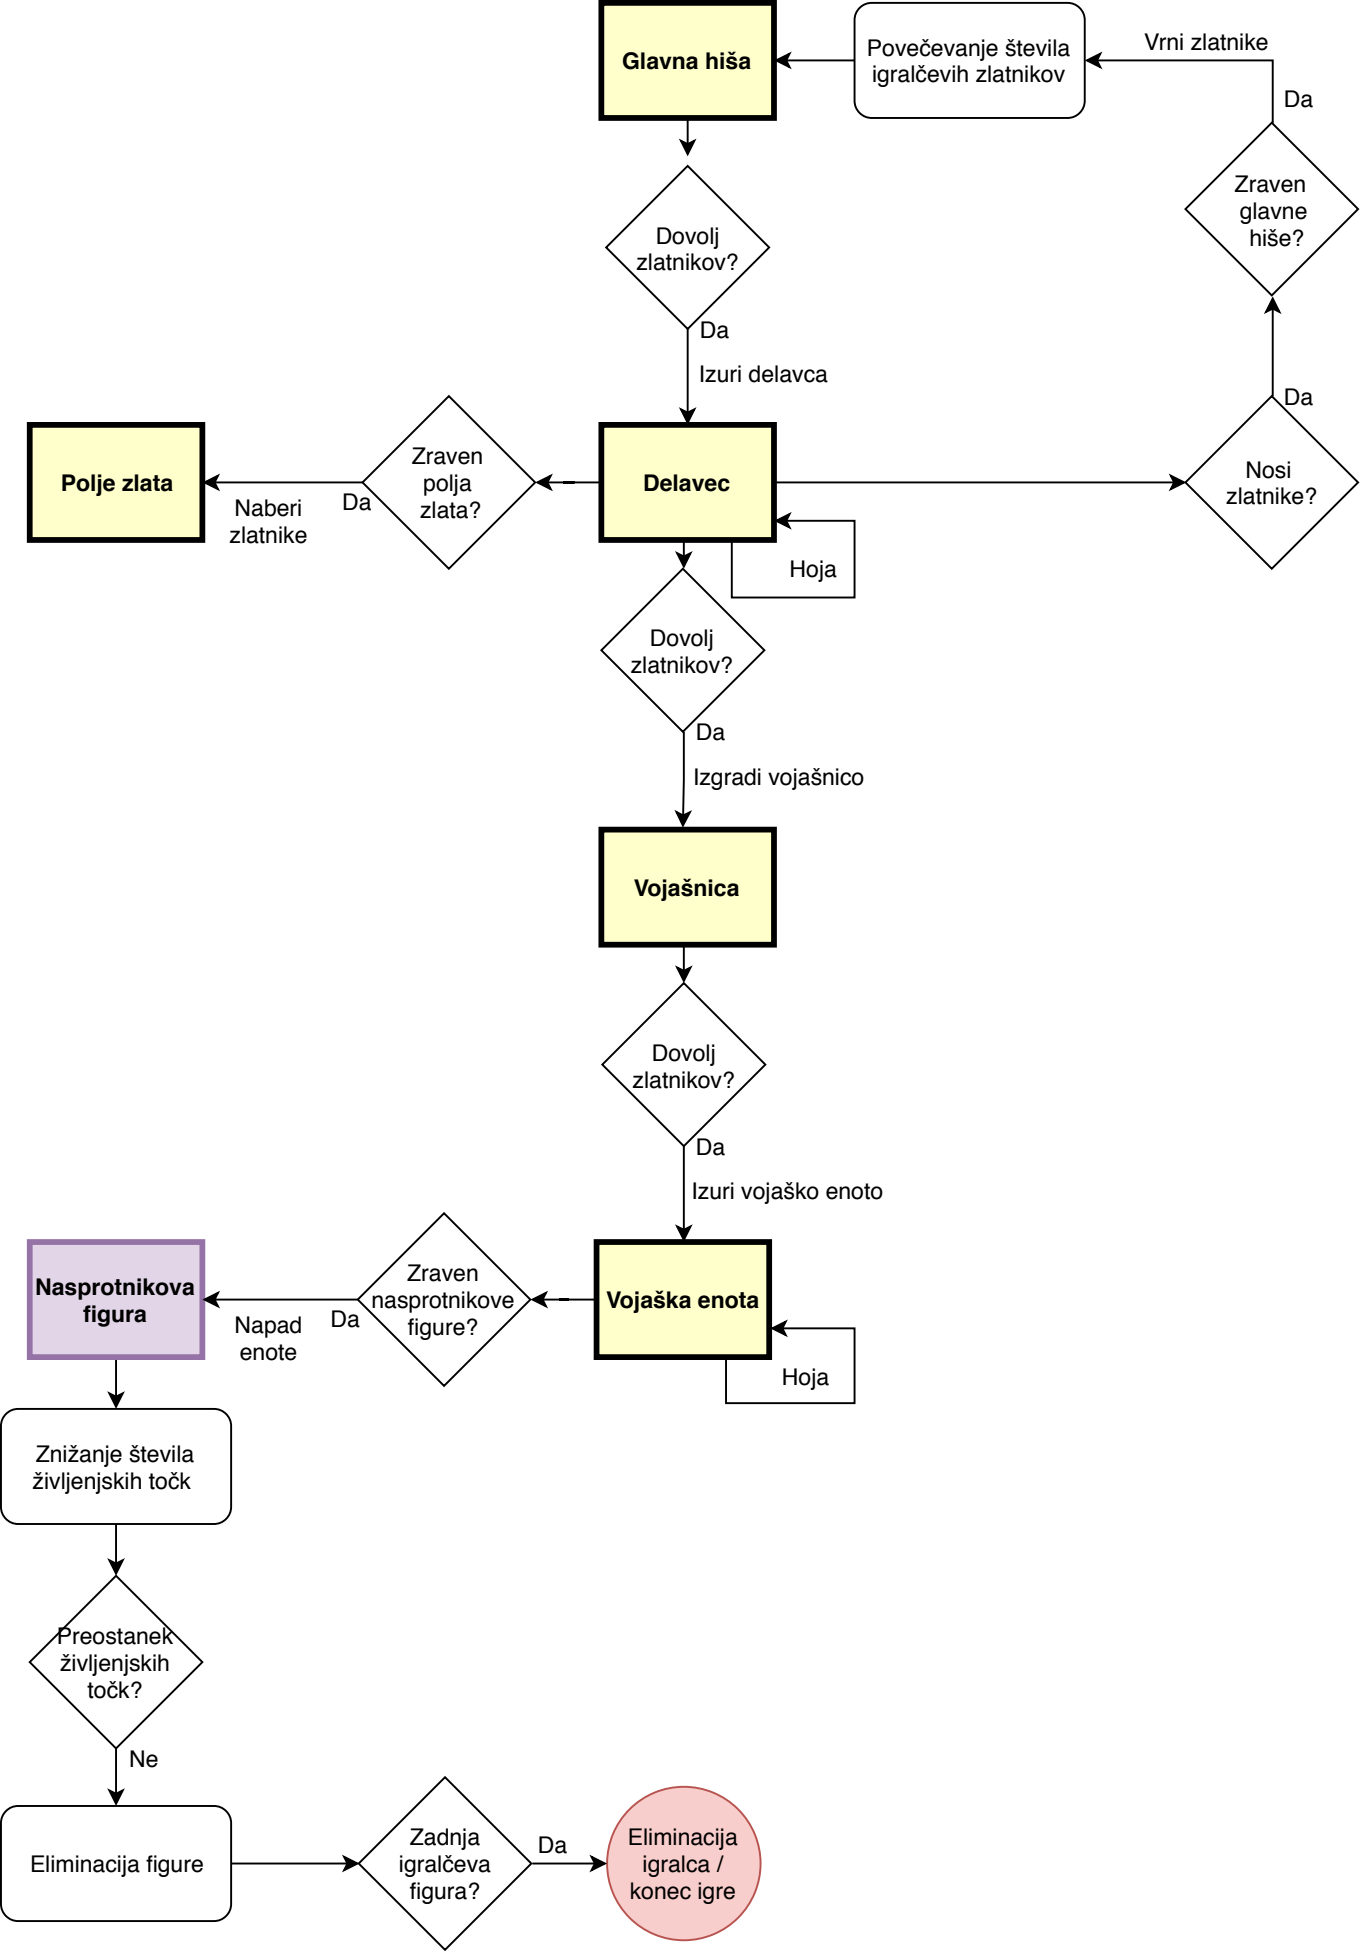 Glavna hiša
Povečevanje števila
igralčevih zlatnikov
Vrni zlatnike
Da
Zraven
glavne
hiše?
Dovolj
zlatnikov?
Da
Izuri delavca
Da
Polje zlata
Naberi
zlatnike
Da
Zraven
polja
zlata?
Delavec
Nosi
zlatnike?
Hoja
Dovolj
zlatnikov?
Da
Izgradi vojašnico
Vojašnica
Dovolj
zlatnikov?
Da
Izuri vojaško enoto
Nasprotnikova
figura
Napad
enote
Da
Zraven
nasprotnikove
figure?
Vojaška enota
Hoja
Znižanje števila
življenjskih točk
Preostanek
življenjskih
točk?
Ne
Eliminacija figure
Zadnja
igralčeva
figura?
Da
Eliminacija
igralca /
konec igre